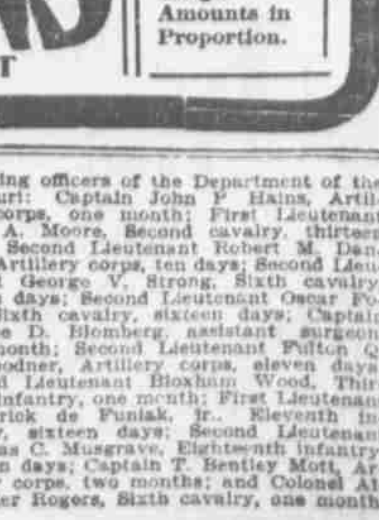 Amounts in
Proportion.
T
ing officers of the Department of the
ouri: Captain John P Hains, Artil-
corps, one month; First Lieutenant
A. Moore, Second cavalry, thirteen
Second Lieutenant Robert M. Dan-
Artillery corps, ten days; Second Lieu-
t George V. Strong, Sixth cavalry,
days; Second Lieutenant Oscar Fo-
Sixth cavalry, sixteen days; Captain
e D. Blomberg, assistant surgeon
month; Second Lieutenant Fulton Q
odner, Artillery corps, eleven days
d Lieutenant Bloxham Wood, Thir-
infantry, one month; First Lieutenan
rick de Funiak, jr., Eleventh in-
y, sixteen days; Second Lieutenan
as C. Musgrave, Eighteenth infantry
n days; Captain T. Bentley Mott, Ar
y corps, two months; and Colonel Al
er Rogers, Sixth cavalry, one month